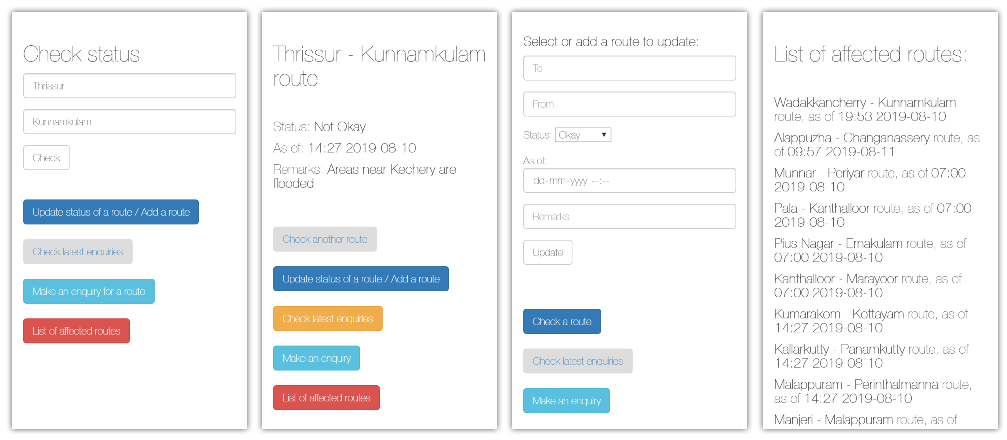 Check status
Thrissur
Kunnamkulam
Check
Update status of a route / Add a route
Check latest enquiries
Make an enquiry for a route
List of affected routes
Thrissur - Kunnamkulam
route
Status: Not Okay
As of: 14:27 2019-08-10
Remarks: Areas near Kechery are
flooded
Check another route
Update status of a route / Add a route
Check latest enquiries
Make an enquiry
List of affected routes
Select or add a route to update:
To
From
Status: Okay
As of:
dd-mm-yyyy --:--
Remarks
Update
Check a route
Check latest enquiries
Make an enquiry
List of affected routes:
Wadakkancherry - Kunnamkulam
route, as of 19:53 2019-08-10
Alappuzha - Changanassery route, as
of 09:57 2019-08-11
Munnar - Periyar route, as of 07:00
2019-08-10
Pala - Kanthalloor route, as of 07:00
2019-08-10
Pius Nagar - Ernakulam route, as of
07:00 2019-08-10
Kanthalloor - Marayoor route, as of
07:00 2019-08-10
Kumarakom - Kottayam route, as of
14:27 2019-08-10
Kallarkutty - Panamkutty route, as of
14:27 2019-08-10
Malappuram - Perinthalmanna route,
as of 14:27 2019-08-10
Manjeri - Malappuram route, as of